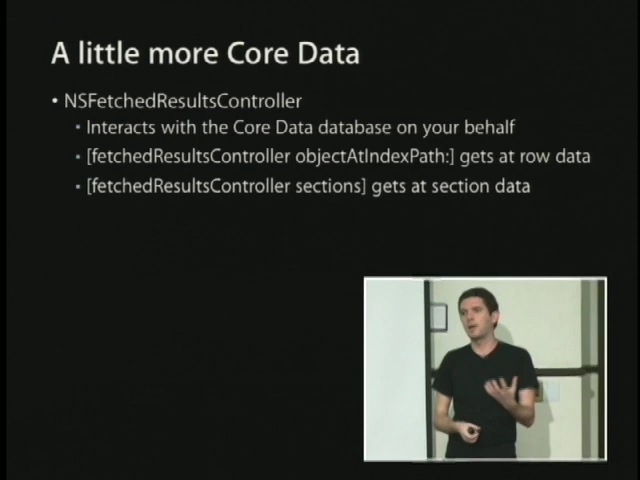 A little more Core Data
• NSFetchedResultsController
▪ Interacts with the Core Data database on your behalf
▪ [fetchedResultsController objectAtIndexPath:] gets at row data
▪ [fetchedResultsController sections] gets at section data